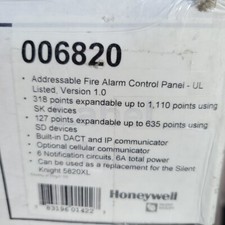 006820
• Addressable Fire Alarm Control Panel - UL
Listed, Version 1.0
• 318 points expandable up to 1,110 points using
SK devices
• 127 points expandable up to 635 points using
SD devices
• Built-in DACT and IP communicator
• Optional cellular communicator
• 6 Notification circuits, 6A total power
• Can be used as a replacement for the Silent
Knight 5820XL
Honeywell